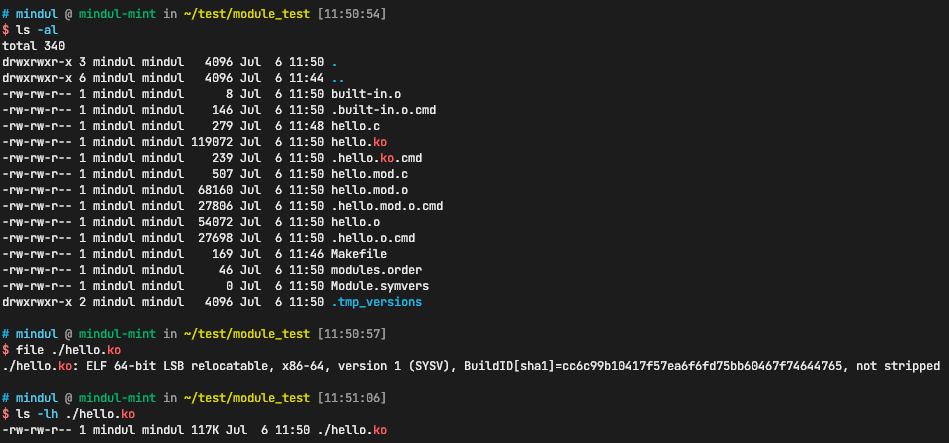 # mindul @ mindul-mint in ~/test/module_test [11:50:54]
$ ls -al
total 340
drwxrwxr-x 3 mindul mindul   4096 Jul  6 11:50 .
drwxrwxr-x 6 mindul mindul   4096 Jul  6 11:44 ..
-rw-rw-r-- 1 mindul mindul      8 Jul  6 11:50 built-in.o
-rw-rw-r-- 1 mindul mindul    146 Jul  6 11:50 .built-in.o.cmd
-rw-rw-r-- 1 mindul mindul    279 Jul  6 11:48 hello.c
-rw-rw-r-- 1 mindul mindul 119072 Jul  6 11:50 hello.ko
-rw-rw-r-- 1 mindul mindul    239 Jul  6 11:50 .hello.ko.cmd
-rw-rw-r-- 1 mindul mindul    507 Jul  6 11:50 hello.mod.c
-rw-rw-r-- 1 mindul mindul  68160 Jul  6 11:50 hello.mod.o
-rw-rw-r-- 1 mindul mindul  27806 Jul  6 11:50 .hello.mod.o.cmd
-rw-rw-r-- 1 mindul mindul  54072 Jul  6 11:50 hello.o
-rw-rw-r-- 1 mindul mindul  27698 Jul  6 11:50 .hello.o.cmd
-rw-rw-r-- 1 mindul mindul    169 Jul  6 11:46 Makefile
-rw-rw-r-- 1 mindul mindul     46 Jul  6 11:50 modules.order
-rw-rw-r-- 1 mindul mindul      0 Jul  6 11:50 Module.symvers
drwxrwxr-x 2 mindul mindul   4096 Jul  6 11:50 .tmp_versions
# mindul @ mindul-mint in ~/test/module_test [11:50:57]
$ file ./hello.ko
./hello.ko: ELF 64-bit LSB relocatable, x86-64, version 1 (SYSV), BuildID[sha1]=cc6c99b10417f57ea6f6fd75bb60467f74644765, not stripped
# mindul @ mindul-mint in ~/test/module_test [11:51:06]
$ ls -lh ./hello.ko
-rw-rw-r-- 1 mindul mindul 117K Jul  6 11:50 ./hello.ko